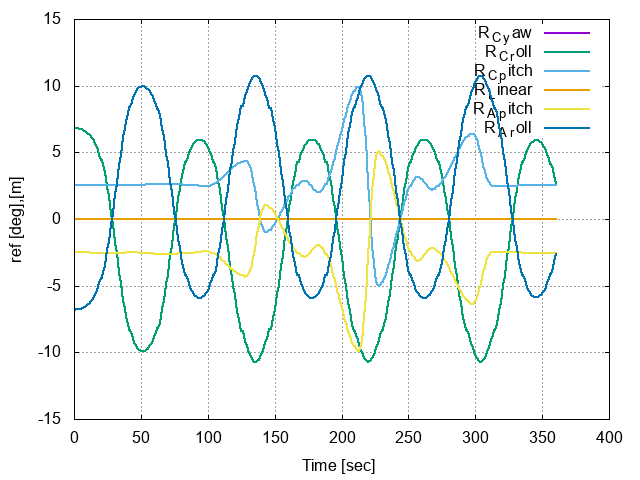 15
10
5
0
-5
-10
-15
ref [deg],[m]
R_Cyaw
R_Croll
R_Cpitch
R_Linear
R_Apitch
R_Aroll
0 50 100 150 200 250 300 350 400
Time [sec]